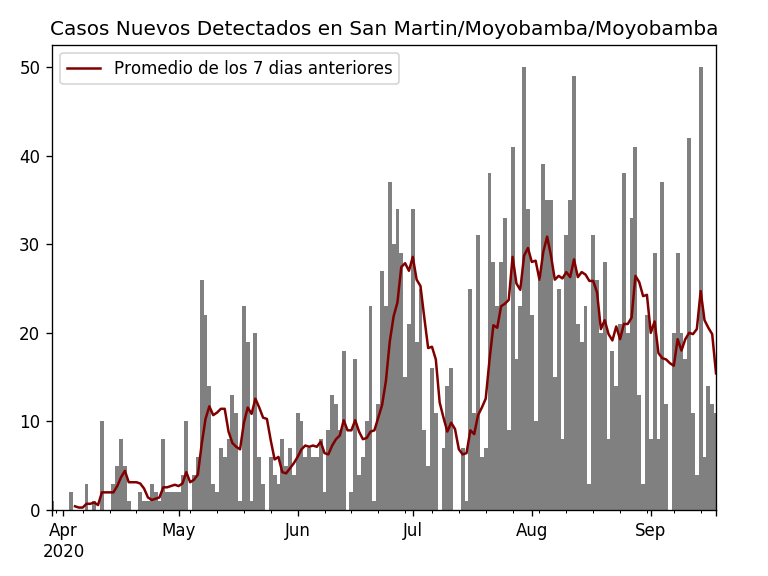 Casos Nuevos Detectados en San Martin/Moyobamba/Moyobamba
Promedio de los 7 dias anteriores
50
40
30
20
10
0
Apr May Jun Jul Aug Sep
2020